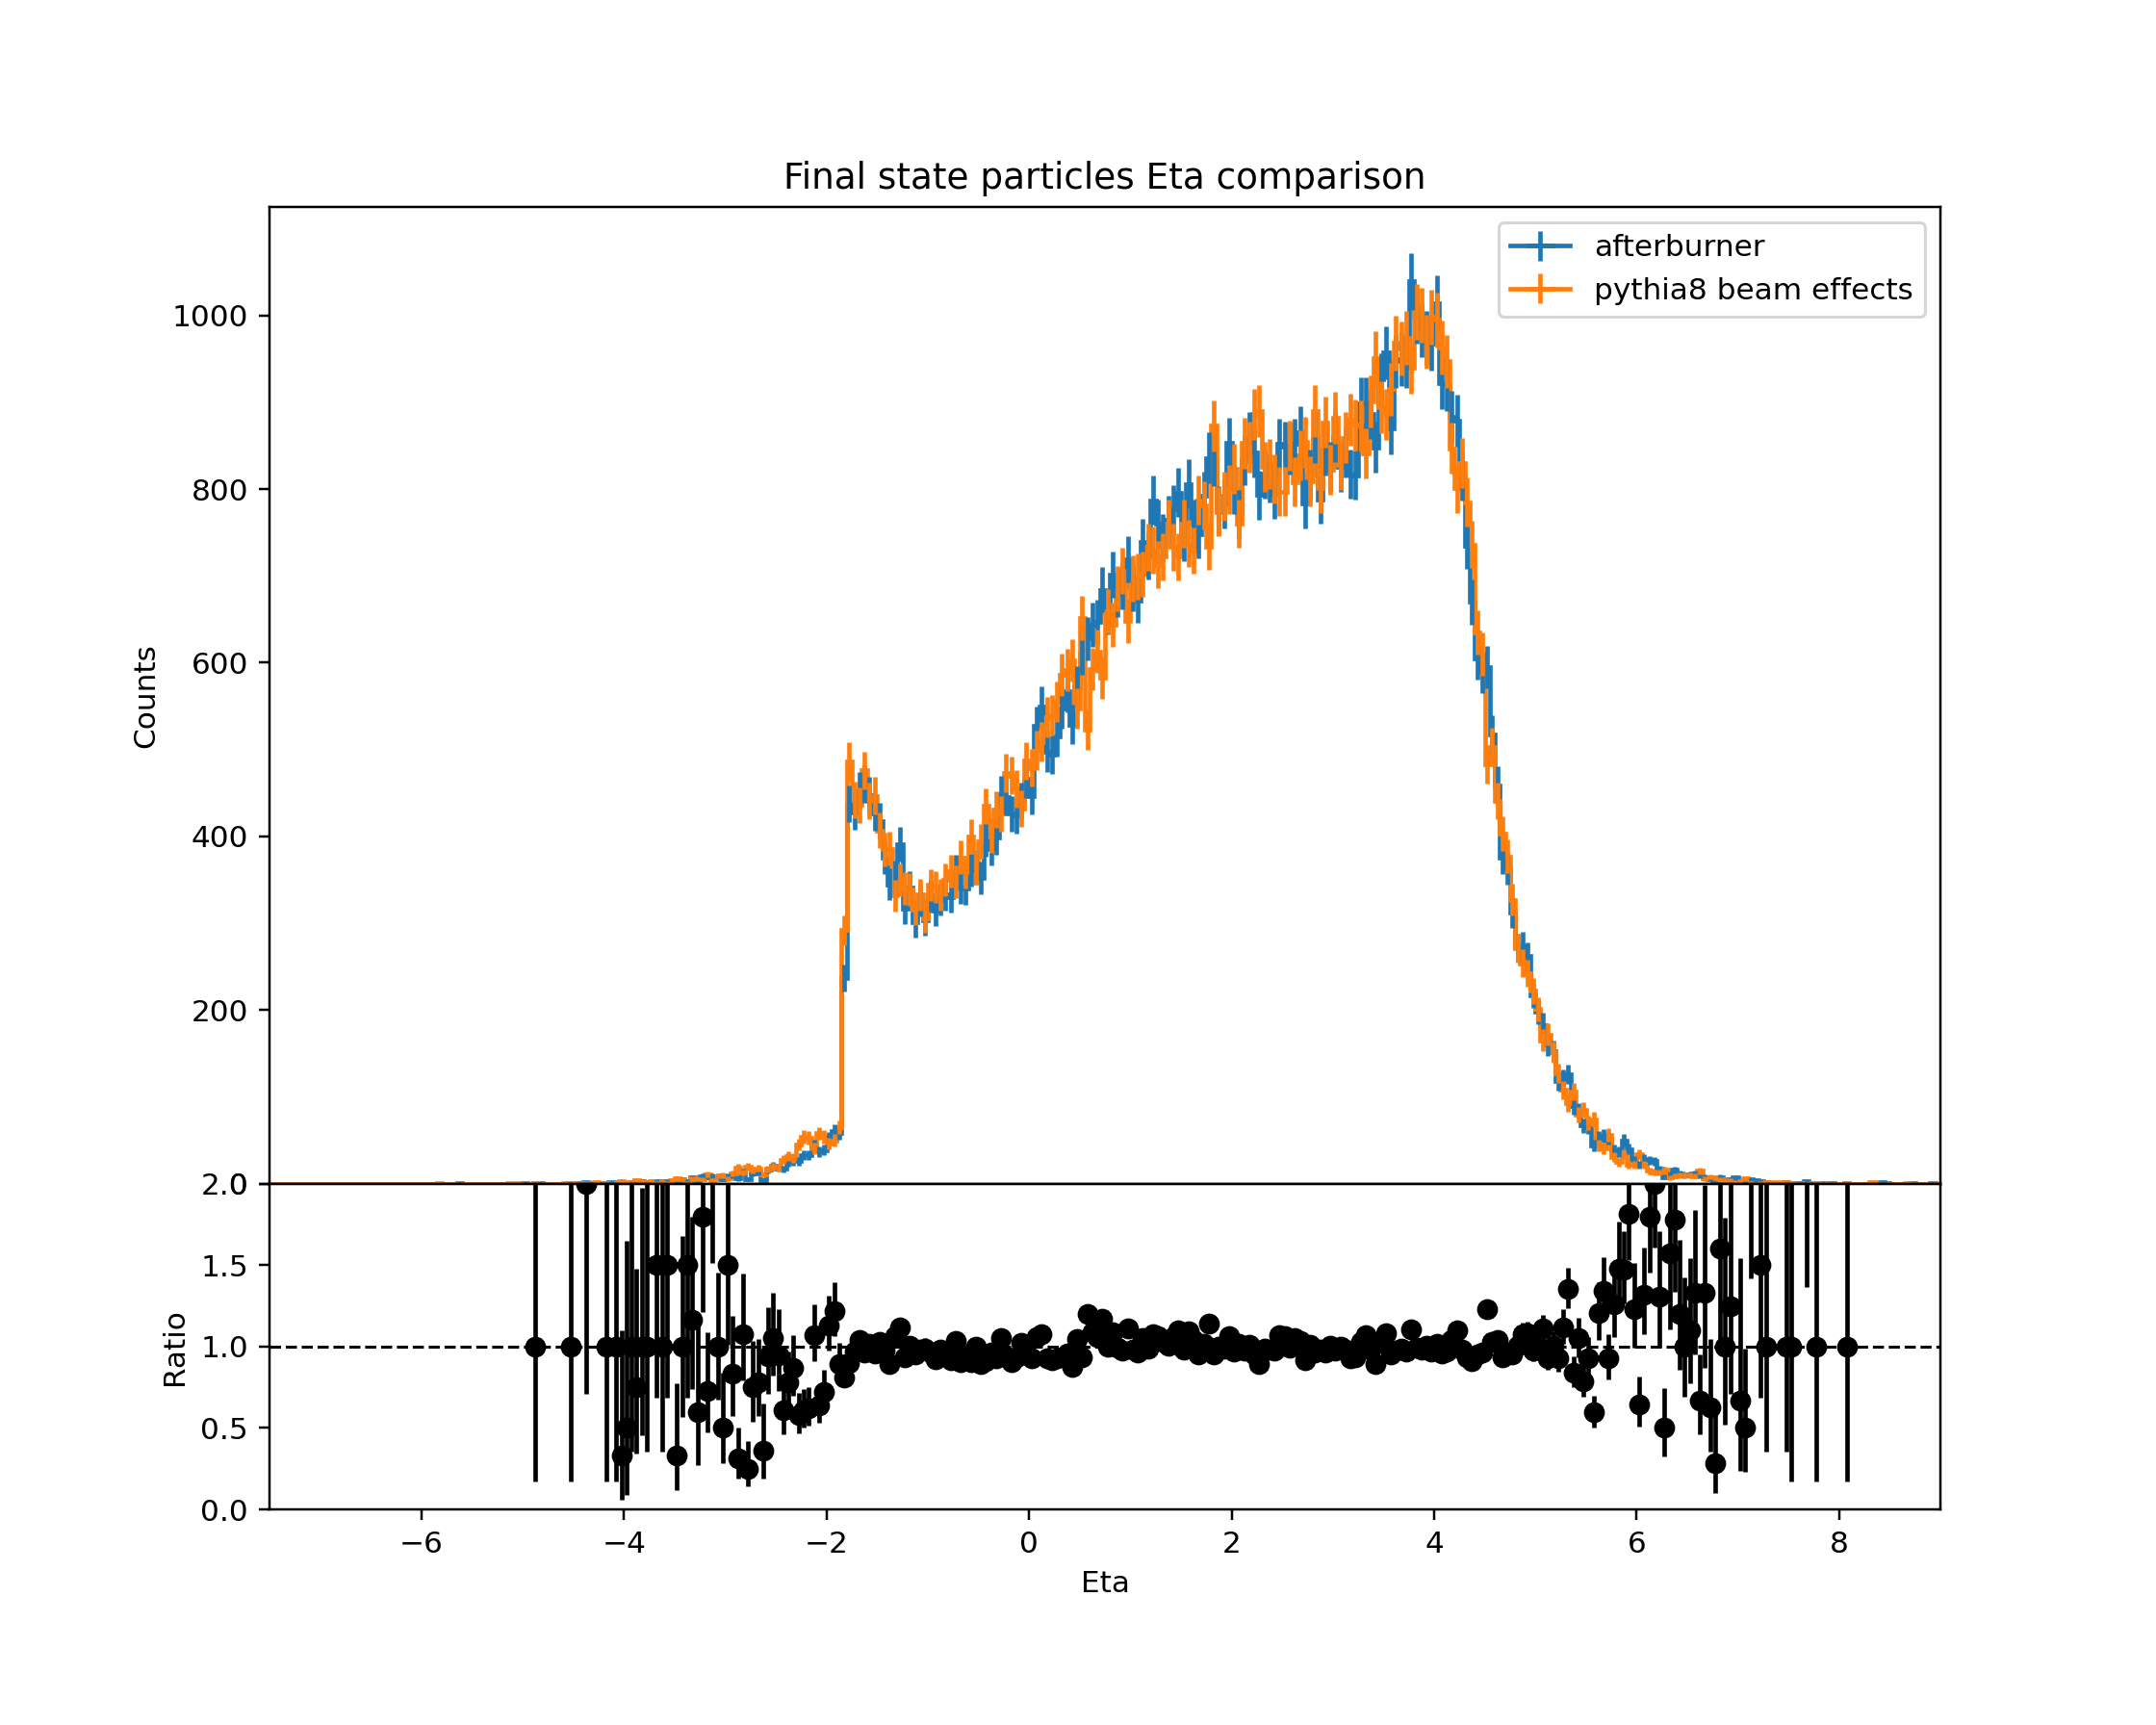 Final state particles Eta comparison
afterburner
pythia8 beam effects
1000
800
600
400
200
Counts
2.0
1.5
1.0
0.5
0.0
Ratio
−6 −4 −2 0 2 4 6 8
Eta